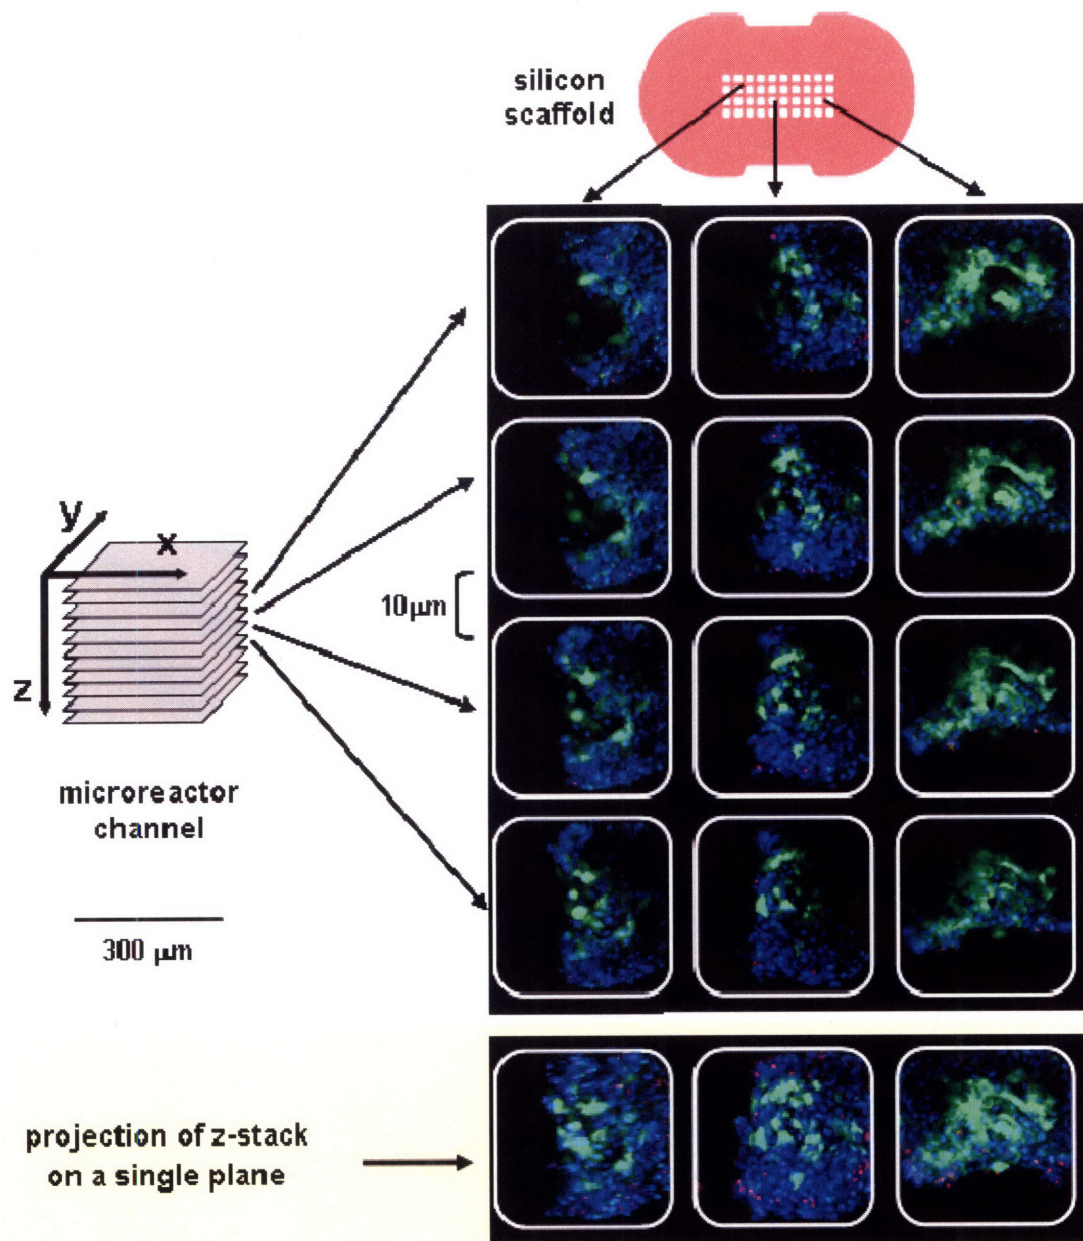 silicon
scaffold
y
x
10μm
z
microreactor
channel
300 μm
projection of z-stack
on a single plane